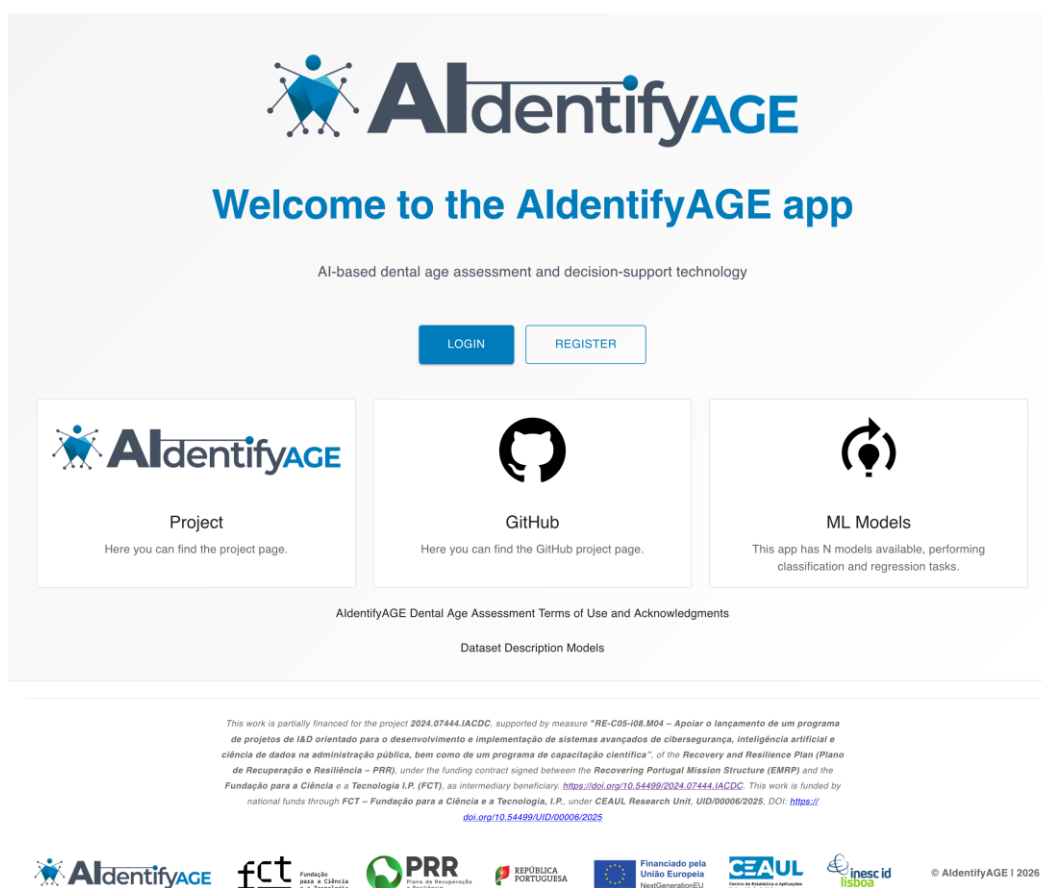 AIdentifyAGE
Welcome to the AIdentifyAGE app
AI-based dental age assessment and decision-support technology
LOGIN
REGISTER
AIdentifyAGE
Project
Here you can find the project page.
GitHub
Here you can find the GitHub project page.
ML Models
This app has N models available, performing
classification and regression tasks.
AIdentifyAGE Dental Age Assessment Terms of Use and Acknowledgments
Dataset Description Models
This work is partially financed for the project 2024.07444.IACDC, supported by measure "RE-C05-i08.M04 – Apoiar o lançamento de um programa
de projetos de I&D orientado para o desenvolvimento e implementação de sistemas avançados de cibersegurança, inteligência artificial e
ciência de dados na administração pública, bem como de um programa de capacitação científica", of the Recovery and Resilience Plan (Plano
de Recuperação e Resiliência – PRR), under the funding contract signed between the Recovering Portugal Mission Structure (EMRP) and the
Fundação para a Ciência e a Tecnologia I.P. (FCT), as intermediary beneficiary. https://doi.org/10.54499/2024.07444.IACDC. This work is funded by
national funds through FCT – Fundação para a Ciência e a Tecnologia, I.P., under CEAUL Research Unit, UID/00006/2025, DOI: https://
doi.org/10.54499/UID/00006/2025
AIdentifyAGE
fct
Fundação
para a Ciência
e a Tecnologia
PRR
Plano de Recuperação
e Resiliência
REPÚBLICA
PORTUGUESA
Financiado pela
União Europeia
NextGenerationEU
CEAUL
Centro de Estatística e Aplicações
inesc id
lisboa
© AIdentifyAGE | 2026